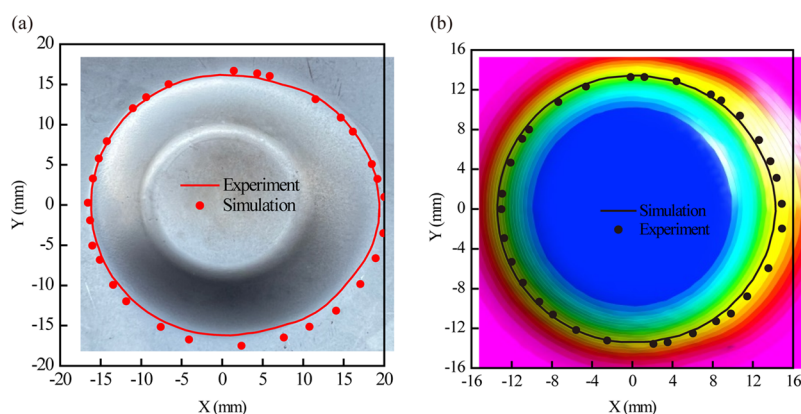 (a)
20
15
10
5
0
-5
-10
-15
-20
Y (mm)
Experiment
Simulation
-20 -15 -10 -5 0 5 10 15 20
X (mm)
(b)
16
12
8
4
0
-4
-8
-12
-16
Y (mm)
Simulation
Experiment
-16 -12 -8 -4 0 4 8 12 16
X (mm)